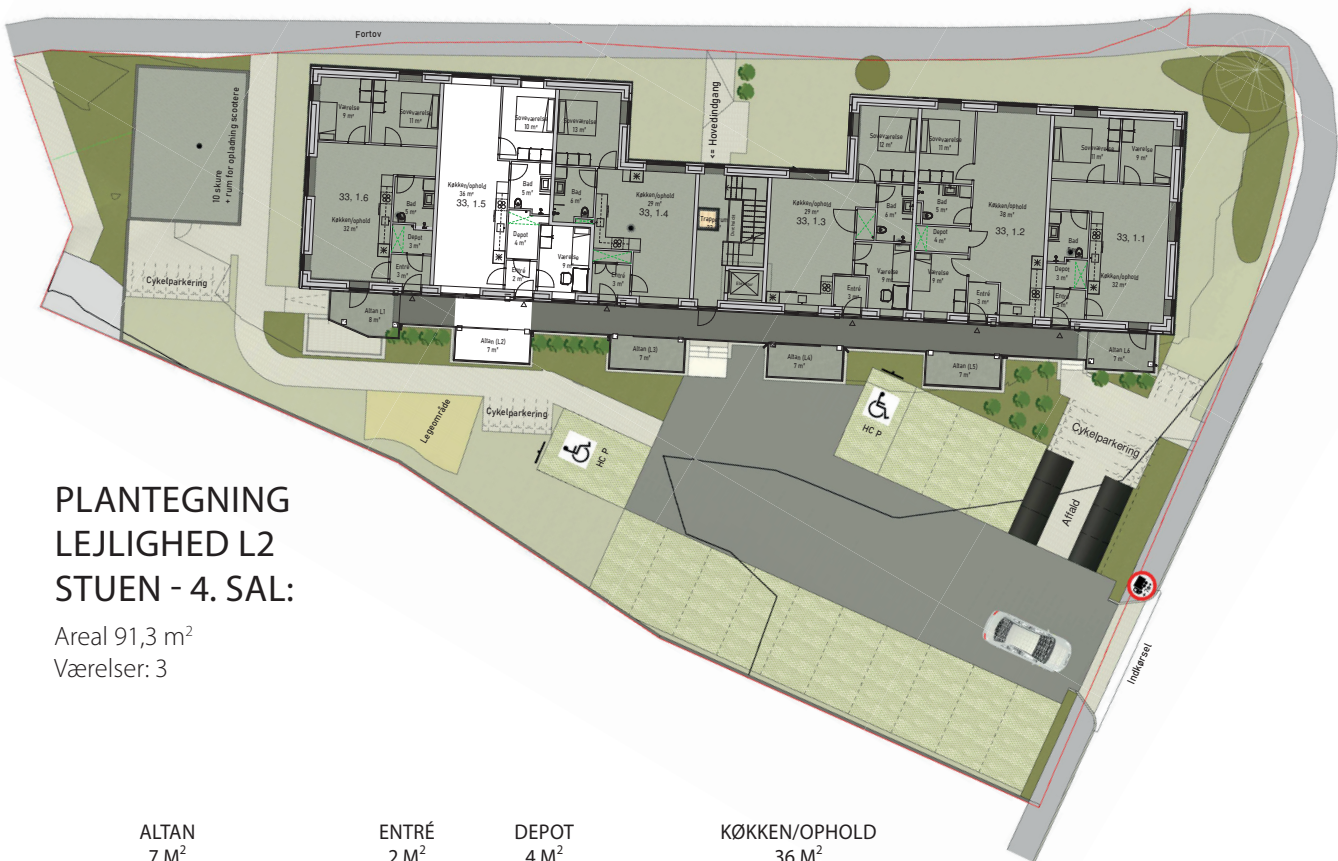 Fortov
10 skure
+ rum for opladning scootere
<= Hovedindgang
Værelse
9 m²
Soveværelse
11 m²
Soveværelse
10 m²
Soveværelse
13 m²
Soveværelse
12 m²
Soveværelse
11 m²
Soveværelse
11 m²
Værelse
9 m²
33, 1.6
Køkken/ophold
32 m²
Bad
5 m²
Depot
3 m²
Entré
3 m²
Køkken/ophold
36 m²
33, 1.5
Bad
5 m²
Depot
4 m²
Entré
2 m²
Værelse
9 m²
Bad
6 m²
Køkken/ophold
29 m²
33, 1.4
Entré
3 m²
Trapperum
Køkken/ophold
29 m²
33, 1.3
Bad
6 m²
Værelse
9 m²
Entré
3 m²
Bad
5 m²
Depot
4 m²
Værelse
9 m²
Køkken/ophold
38 m²
33, 1.2
Entré
3 m²
Bad
Depot
3 m²
Entré
3 m²
33, 1.1
Køkken/ophold
32 m²
Cykelparkering
Altan L1
8 m²
Altan (L2)
7 m²
Altan (L3)
7 m²
Altan (L4)
7 m²
Altan (L5)
7 m²
Altan L6
7 m²
Legeområde
Cykelparkering
HC P
HC P
Cykelparkering
Affald
Indkørsel
PLANTEGNING
LEJLIGHED L2
STUEN - 4. SAL:
Areal 91,3 m²
Værelser: 3
ALTAN
7 M²
ENTRÉ
2 M²
DEPOT
4 M²
KØKKEN/OPHOLD
36 M²